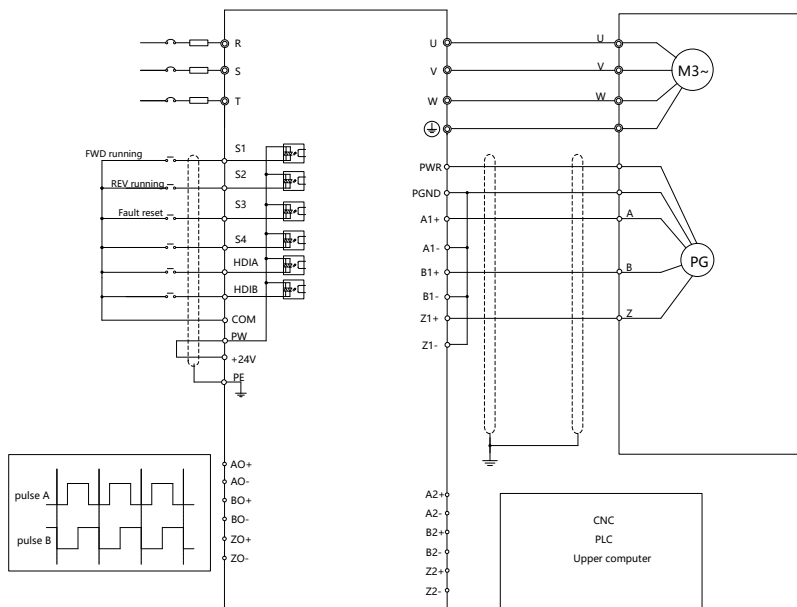 R
S
T
U
V
W
U
V
W
M3~
FWD running
REV running
Fault reset
S1
S2
S3
S4
HDIA
HDIB
COM
PW
+24V
PE
PWR
PGND
A1+
A1-
B1+
B1-
Z1+
Z1-
A
B
Z
PG
pulse A
pulse B
AO+
AO-
BO+
BO-
ZO+
ZO-
A2+
A2-
B2+
B2-
Z2+
Z2-
CNC
PLC
Upper computer